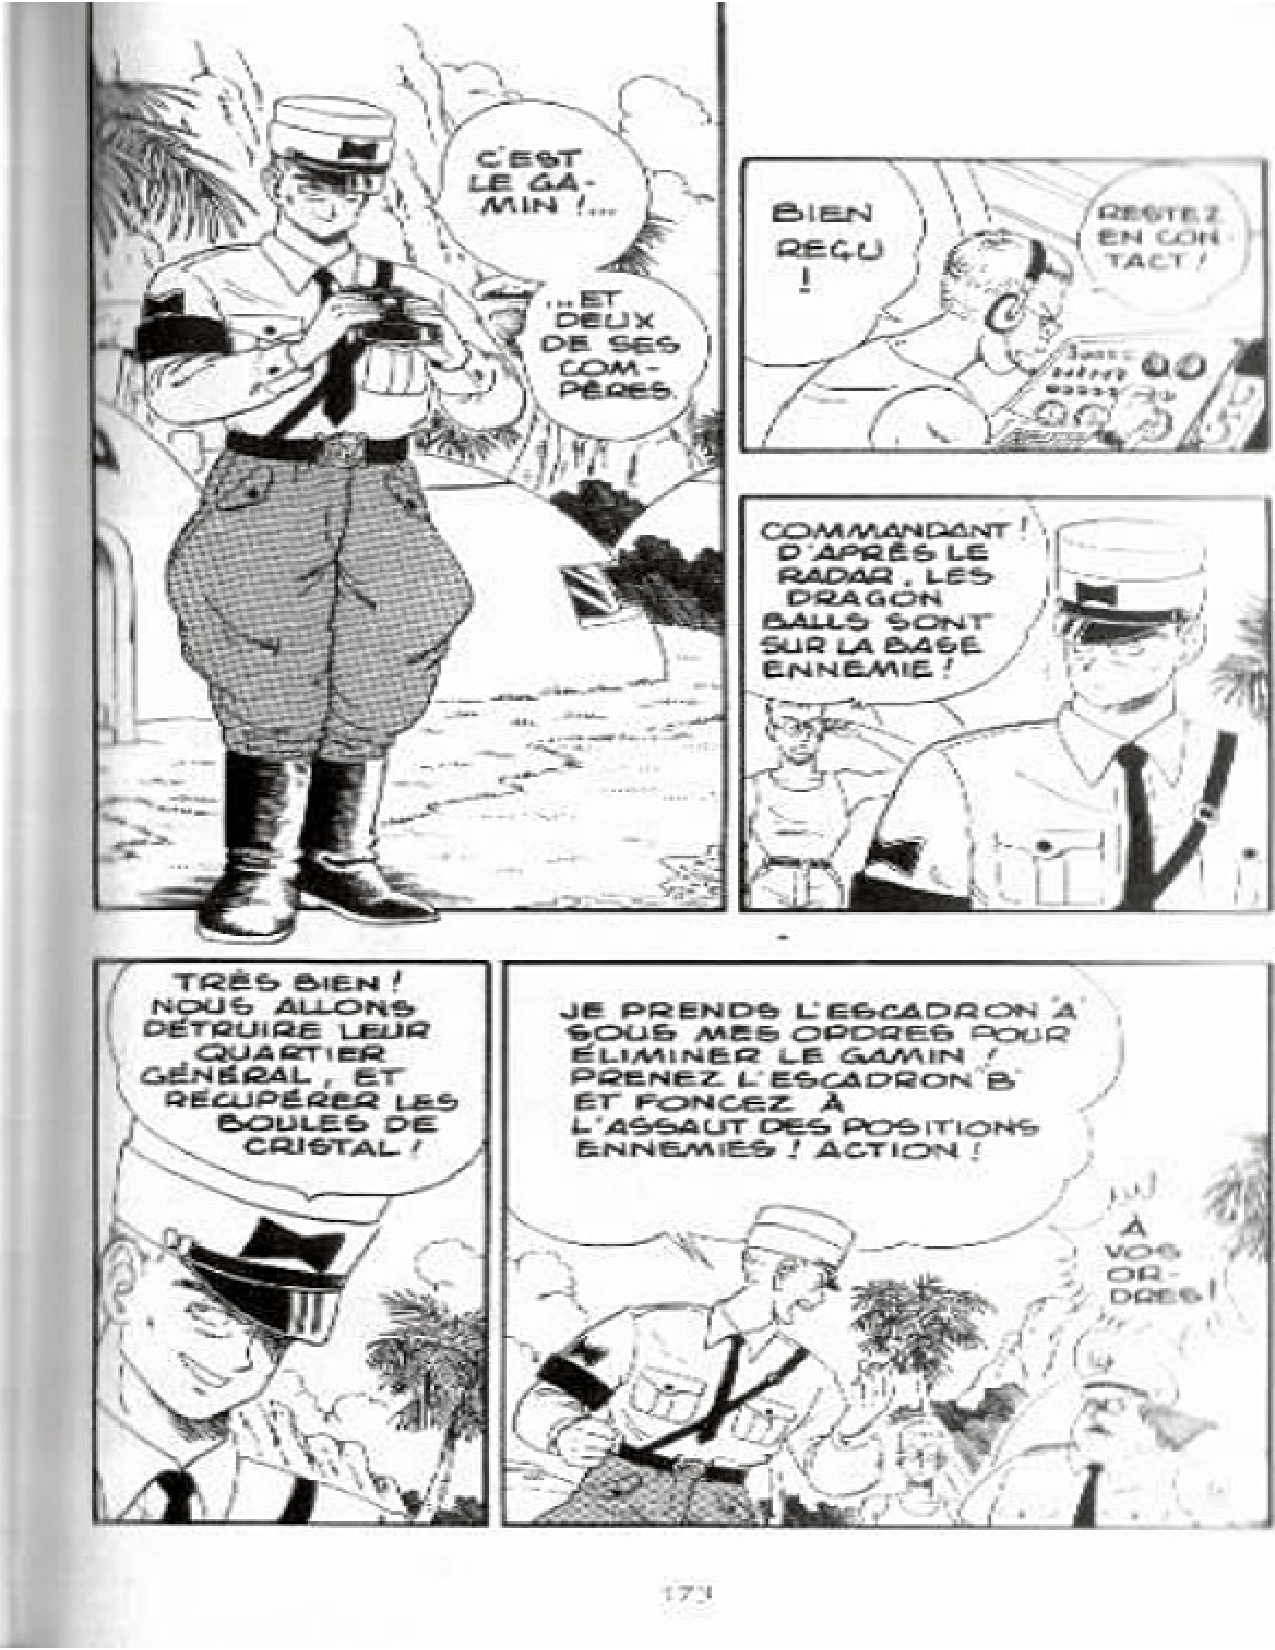 C'EST
LE GA-
MIN !...
...ET
DEUX
DE SES
COM-
PÈRES.
BIEN
REÇU
!
RESTEZ
EN CON-
TACT !
COMMANDANT !
D'APRÈS LE
RADAR, LES
DRAGON
BALLS SONT
SUR LA BASE
ENNEMIE !
TRÈS BIEN !
NOUS ALLONS
DÉTRUIRE LEUR
QUARTIER
GÉNÉRAL, ET
RÉCUPÉRER LES
BOULES DE
CRISTAL !
JE PRENDS L'ESCADRON "A"
SOUS MES ORDRES POUR
ÉLIMINER LE GAMIN !
PRENEZ L'ESCADRON "B"
ET FONCEZ À
L'ASSAUT DES POSITIONS
ENNEMIES ! ACTION !
À
VOS
OR-
DRES !
173